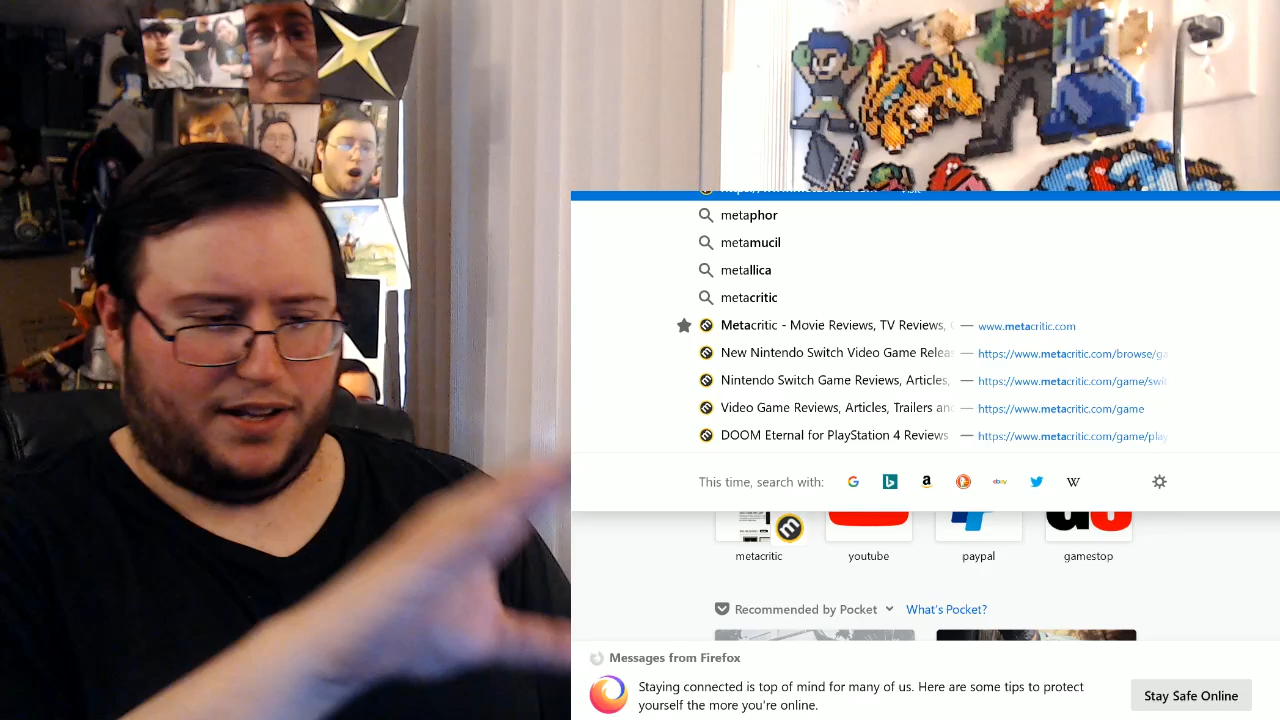 metaphor
metamucil
metallica
metacritic
Metacritic - Movie Reviews, TV Reviews, — www.metacritic.com
New Nintendo Switch Video Game Relea — https://www.metacritic.com/browse/ga
Nintendo Switch Game Reviews, Articles, — https://www.metacritic.com/game/swit
Video Game Reviews, Articles, Trailers and — https://www.metacritic.com/game
DOOM Eternal for PlayStation 4 Reviews — https://www.metacritic.com/game/play
This time, search with: G b a ebay W
metacritic youtube paypal gamestop
Recommended by Pocket What's Pocket?
Messages from Firefox
Staying connected is top of mind for many of us. Here are some tips to protect
yourself the more you're online.
Stay Safe Online